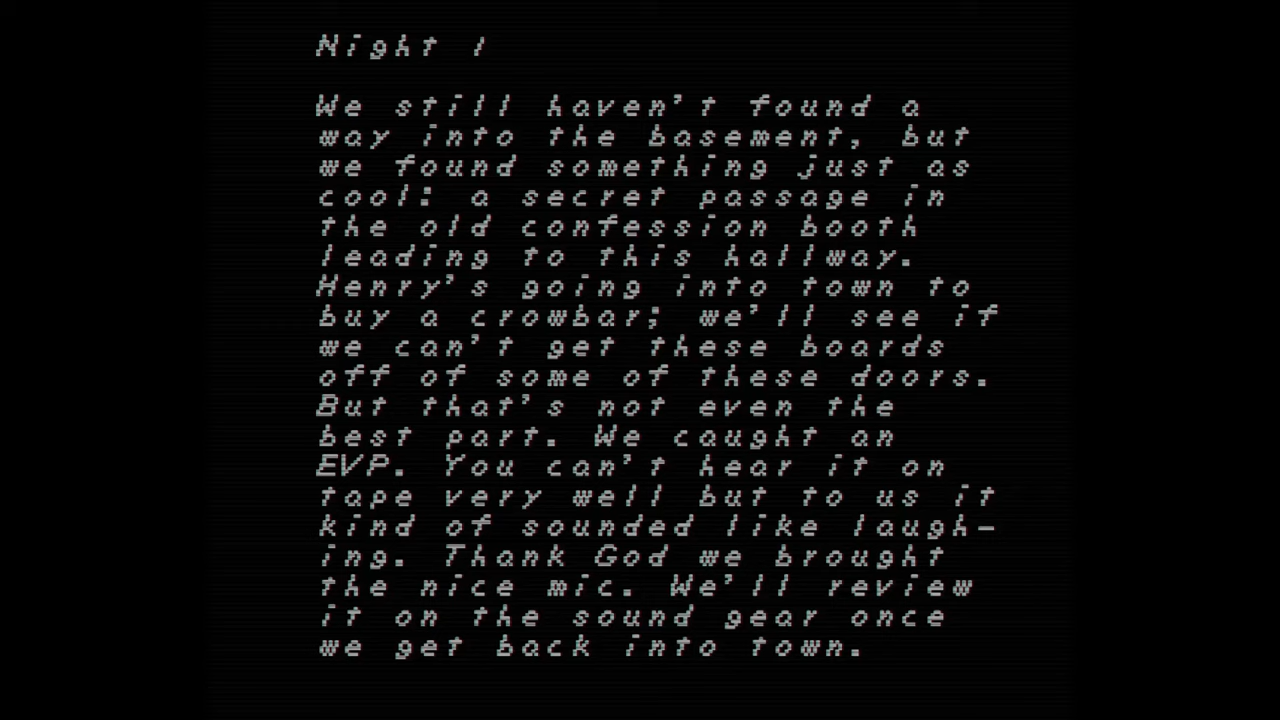 Night 1
We still haven't found a
way into the basement, but
we found something just as
cool: a secret passage in
the old confession booth
leading to this hallway.
Henry's going into town to
buy a crowbar; we'll see if
we can't get these boards
off of some of these doors.
But that's not even the
best part. We caught an
EVP. You can't hear it on
tape very well but to us it
kind of sounded like laugh-
ing. Thank God we brought
the nice mic. We'll review
it on the sound gear once
we get back into town.